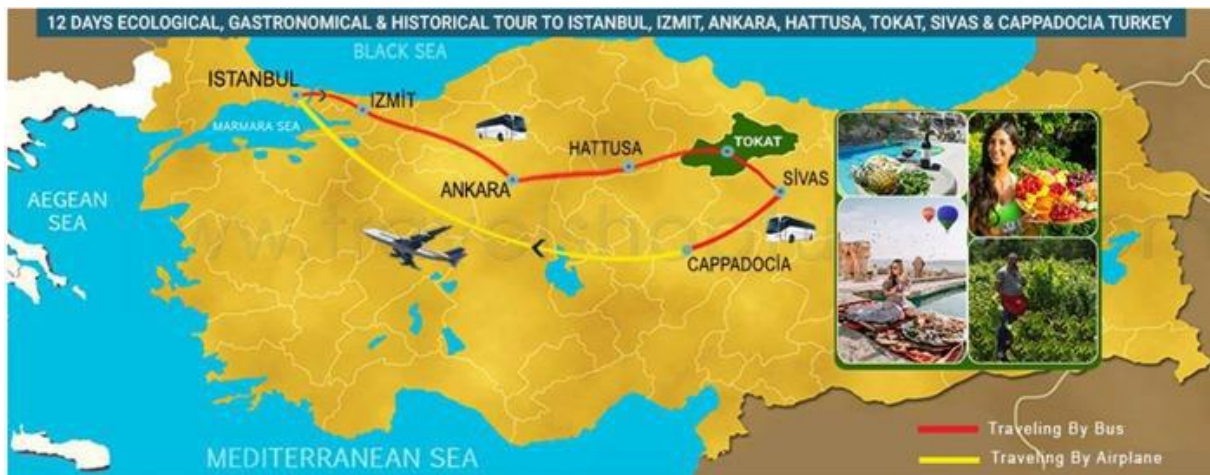 12 DAYS ECOLOGICAL, GASTRONOMICAL & HISTORICAL TOUR TO ISTANBUL, IZMIT, ANKARA, HATTUSA, TOKAT, SIVAS & CAPPADOCIA TURKEY
BLACK SEA
ISTANBUL
IZMİT
MARMARA SEA
TOKAT
HATTUSA
ANKARA
SİVAS
AEGEAN
SEA
CAPPADOCİA
Traveling By Bus
MEDITERRANEAN SEA
Traveling By Airplane